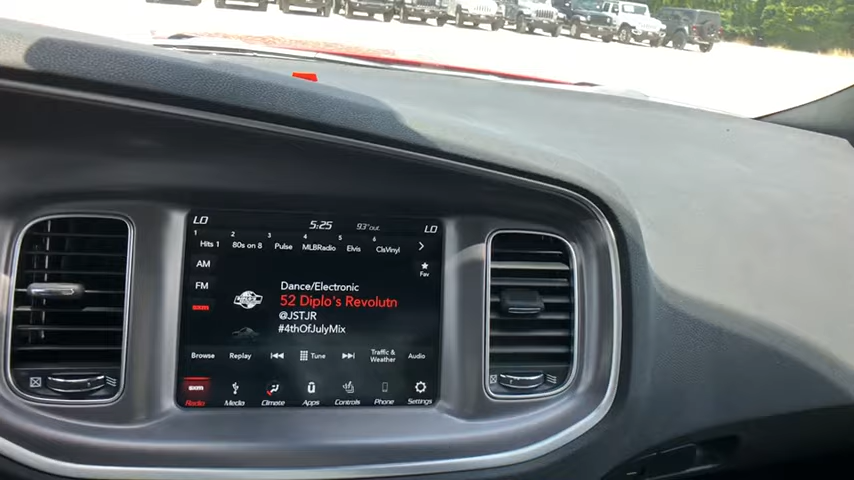 LO 5:25 93°out LO
1 2 3 4 5 6
Hits 1 80s on 8 Pulse MLBRadio Elvis ClsVinyl
AM
Fav
FM
Dance/Electronic
52 Diplo's Revolutn
@JSTJR
#4thOfJulyMix
Browse Replay Tune Traffic & Weather Audio
Radio Media Climate Apps Controls Phone Settings